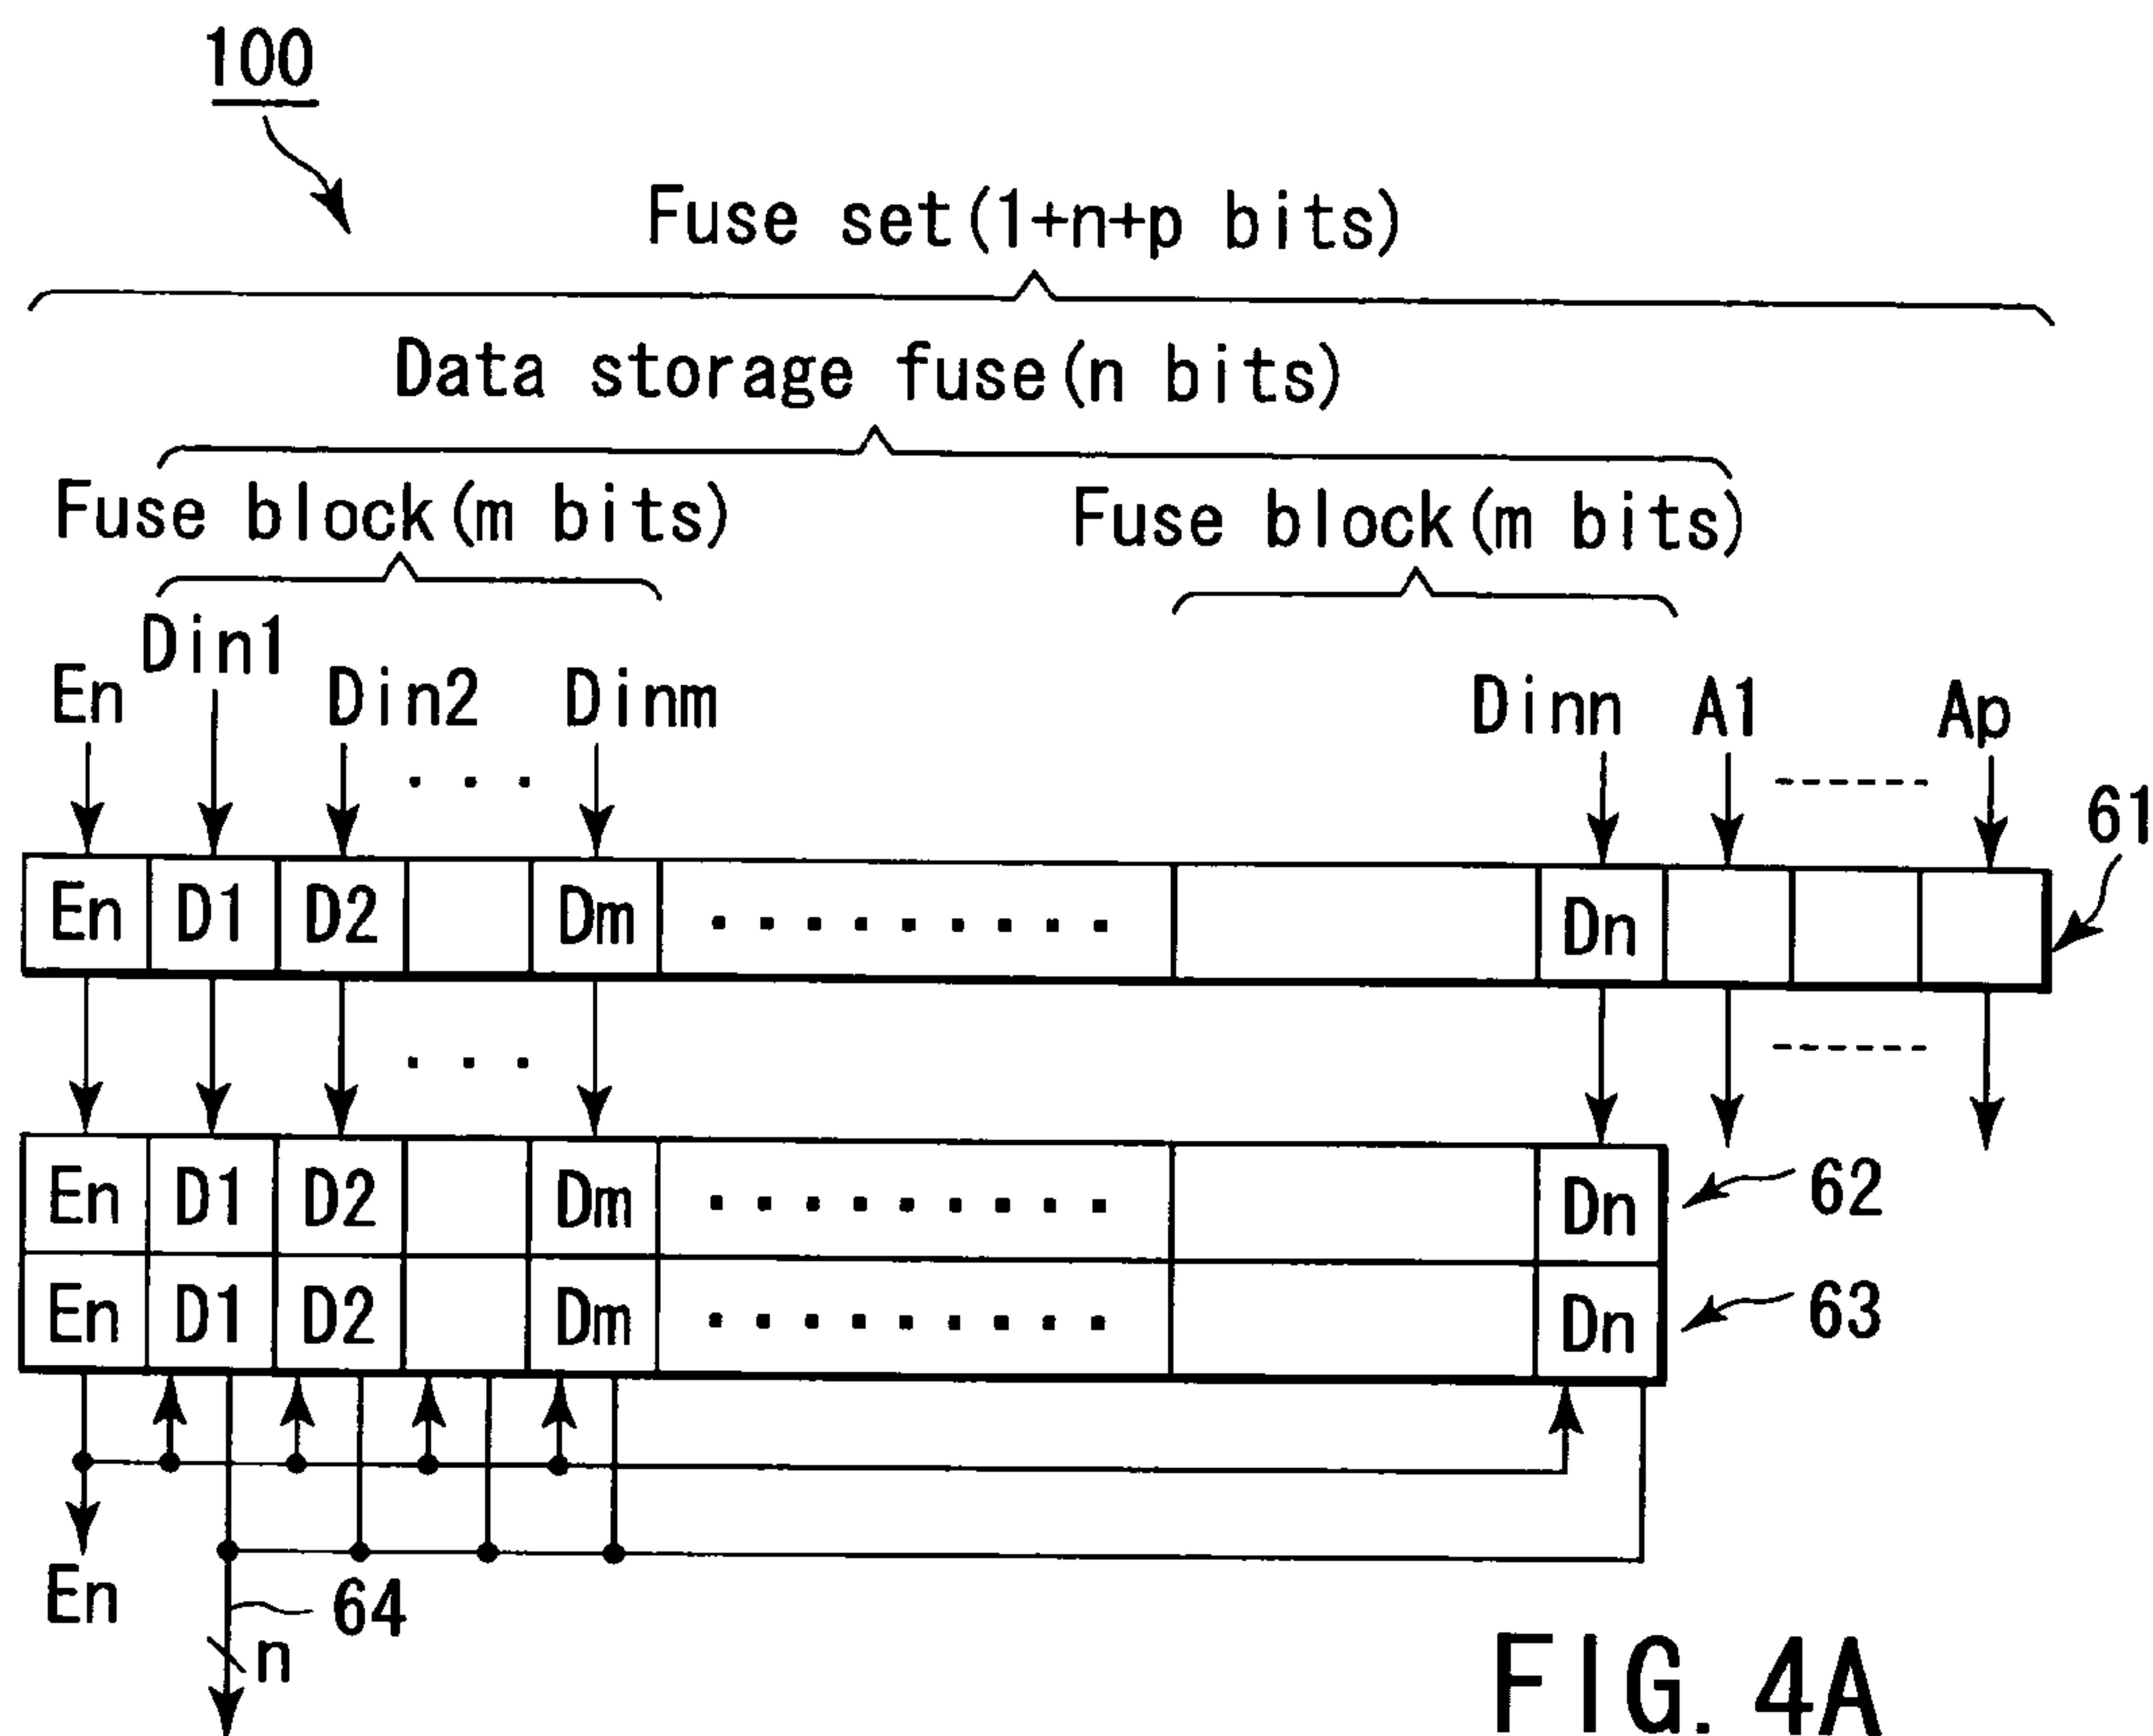 100
Fuse set(1+n+p bits)
Data storage fuse(n bits)
Fuse block(m bits) Fuse block(m bits)
En Din1 Din2 Dinm Dinn A1 Ap
61
En D1 D2 Dm Dn
En D1 D2 Dm Dn 62
En D1 D2 Dm Dn 63
En 64
n
FIG. 4A